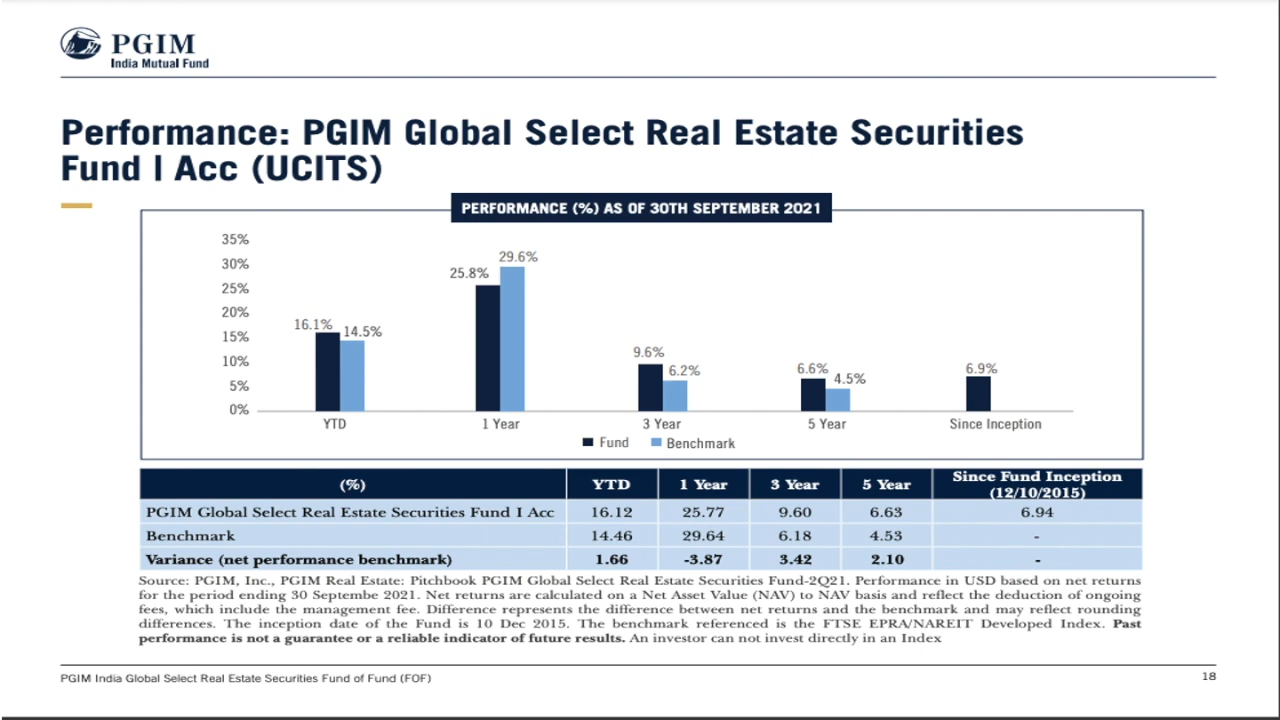 PGIM
India Mutual Fund
Performance: PGIM Global Select Real Estate Securities
Fund I Acc (UCITS)
PERFORMANCE (%) AS OF 30TH SEPTEMBER 2021
35%
30%
25%
20%
15%
10%
5%
0%
16.1%
14.5%
25.8%
29.6%
9.6%
6.2%
6.6%
4.5%
6.9%
YTD
1 Year
3 Year
5 Year
Since Inception
Fund
Benchmark
(%) YTD 1 Year 3 Year 5 Year Since Fund Inception (12/10/2015)
PGIM Global Select Real Estate Securities Fund I Acc 16.12 25.77 9.60 6.63 6.94
Benchmark 14.46 29.64 6.18 4.53 -
Variance (net performance benchmark) 1.66 -3.87 3.42 2.10 -
Source: PGIM, Inc., PGIM Real Estate: Pitchbook PGIM Global Select Real Estate Securities Fund-2Q21. Performance in USD based on net returns
for the period ending 30 Septembe 2021. Net returns are calculated on a Net Asset Value (NAV) to NAV basis and reflect the deduction of ongoing
fees, which include the management fee. Difference represents the difference between net returns and the benchmark and may reflect rounding
differences. The inception date of the Fund is 10 Dec 2015. The benchmark referenced is the FTSE EPRA/NAREIT Developed Index. Past
performance is not a guarantee or a reliable indicator of future results. An investor can not invest directly in an Index
PGIM India Global Select Real Estate Securities Fund of Fund (FOF)
18